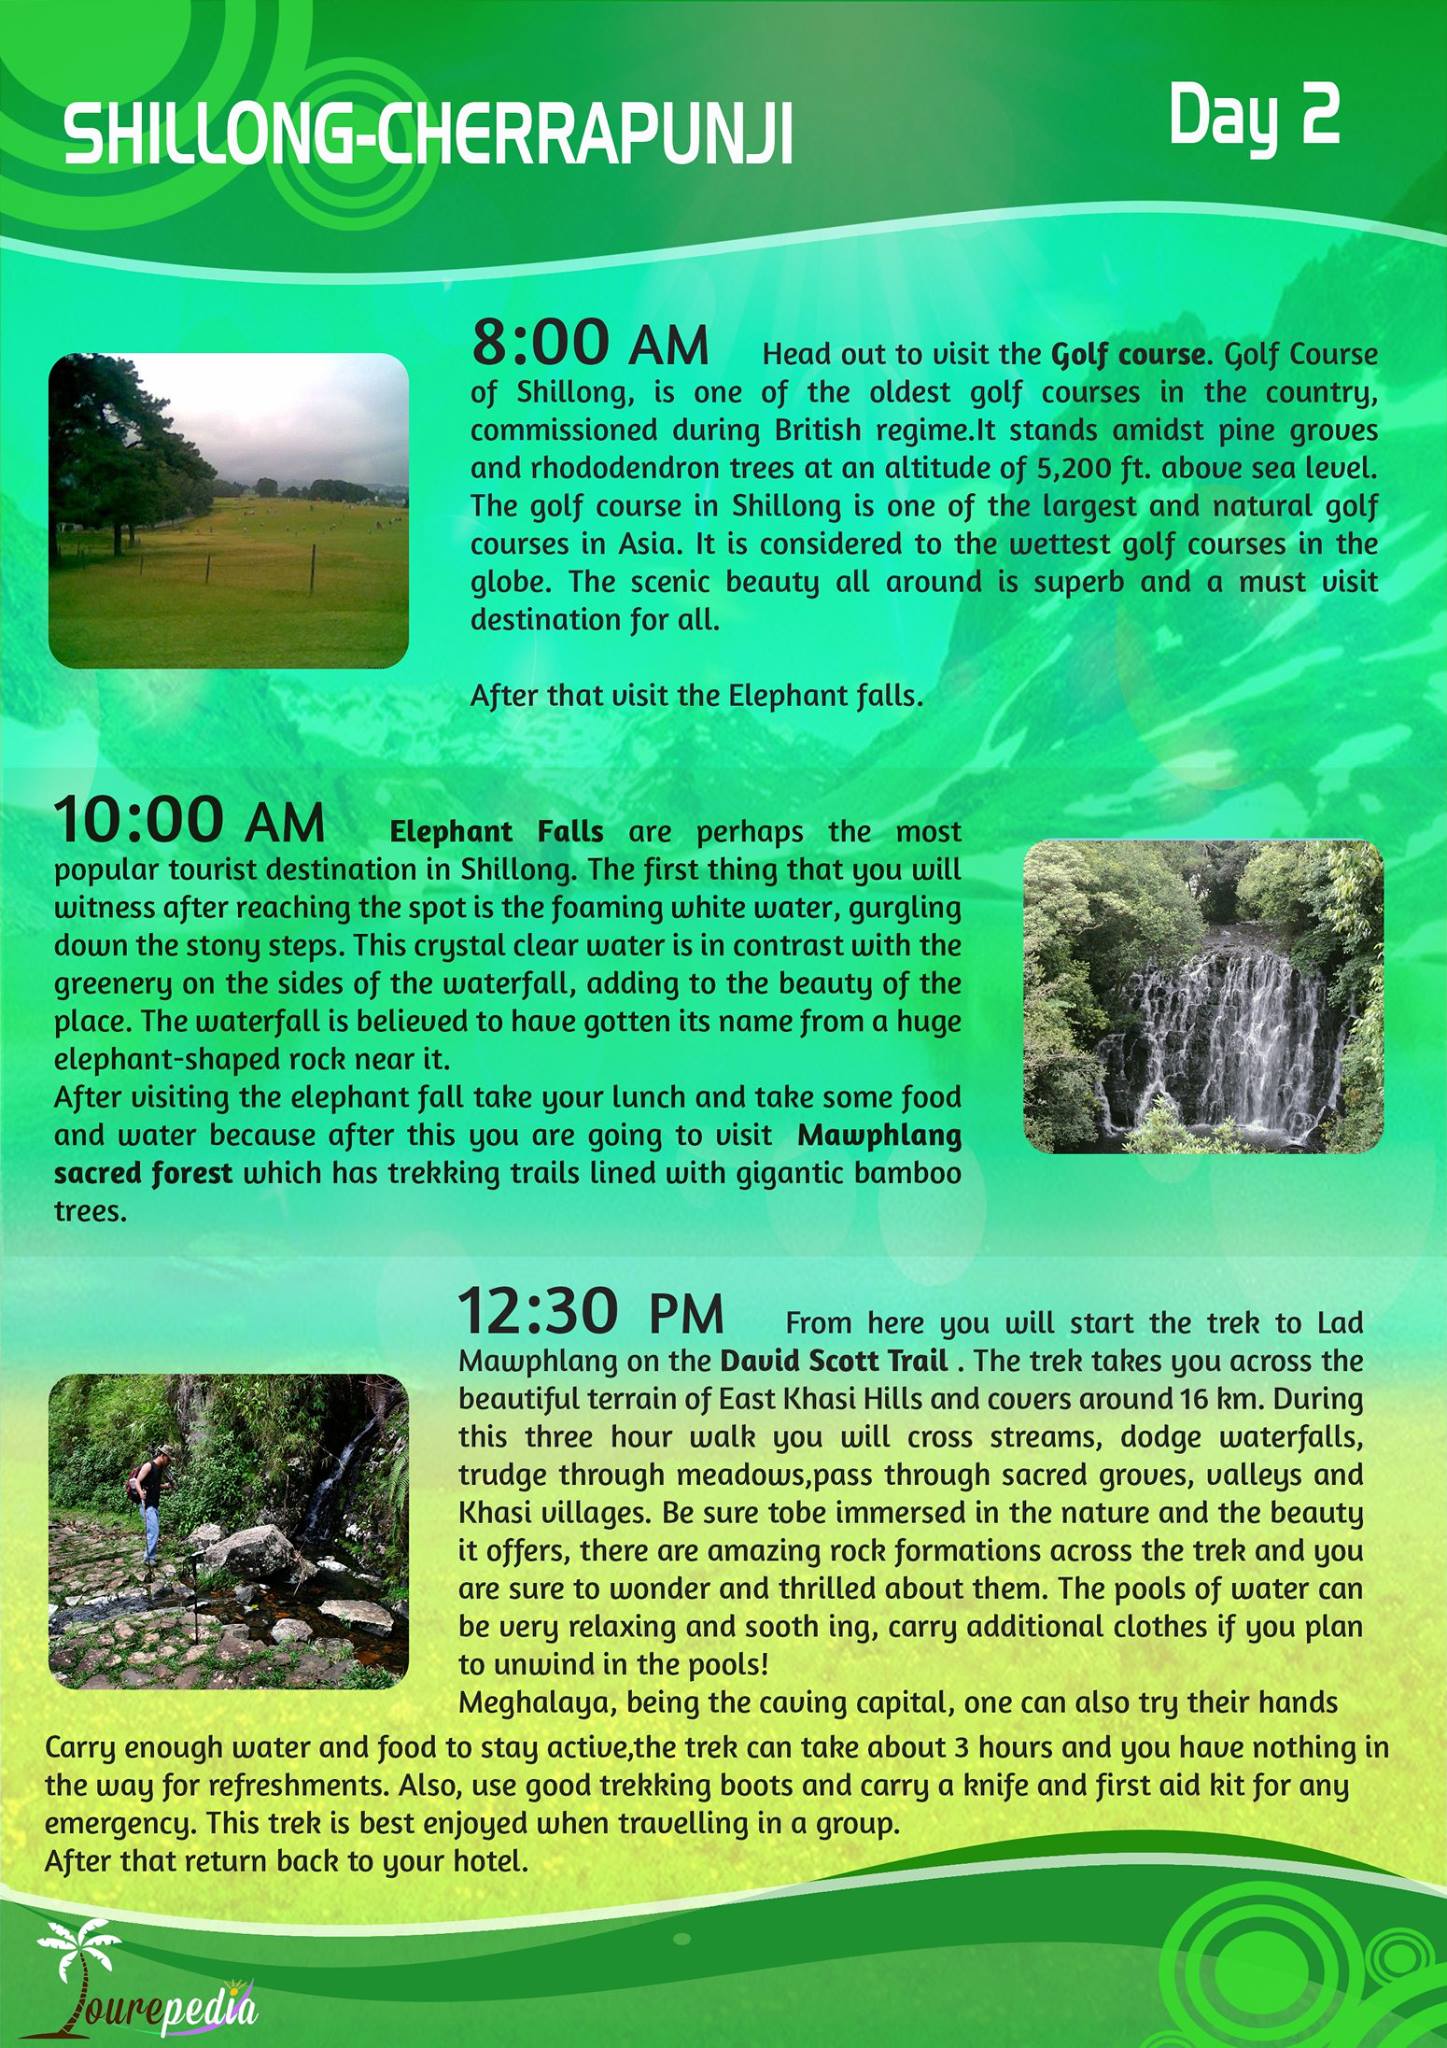 SHILLONG-CHERRAPUNJI
Day 2
8:00 AM Head out to visit the Golf course. Golf Course
of Shillong, is one of the oldest golf courses in the country,
commissioned during British regime.It stands amidst pine groves
and rhododendron trees at an altitude of 5,200 ft. above sea level.
The golf course in Shillong is one of the largest and natural golf
courses in Asia. It is considered to the wettest golf courses in the
globe. The scenic beauty all around is superb and a must visit
destination for all.
After that visit the Elephant falls.
10:00 AM Elephant Falls are perhaps the most
popular tourist destination in Shillong. The first thing that you will
witness after reaching the spot is the foaming white water, gurgling
down the stony steps. This crystal clear water is in contrast with the
greenery on the sides of the waterfall, adding to the beauty of the
place. The waterfall is believed to have gotten its name from a huge
elephant-shaped rock near it.
After visiting the elephant fall take your lunch and take some food
and water because after this you are going to visit Mawphlang
sacred forest which has trekking trails lined with gigantic bamboo
trees.
12:30 PM From here you will start the trek to Lad
Mawphlang on the David Scott Trail . The trek takes you across the
beautiful terrain of East Khasi Hills and covers around 16 km. During
this three hour walk you will cross streams, dodge waterfalls,
trudge through meadows,pass through sacred groves, valleys and
Khasi villages. Be sure tobe immersed in the nature and the beauty
it offers, there are amazing rock formations across the trek and you
are sure to wonder and thrilled about them. The pools of water can
be very relaxing and sooth ing, carry additional clothes if you plan
to unwind in the pools!
Meghalaya, being the caving capital, one can also try their hands
Carry enough water and food to stay active,the trek can take about 3 hours and you have nothing in
the way for refreshments. Also, use good trekking boots and carry a knife and first aid kit for any
emergency. This trek is best enjoyed when travelling in a group.
After that return back to your hotel.
Tourepedia